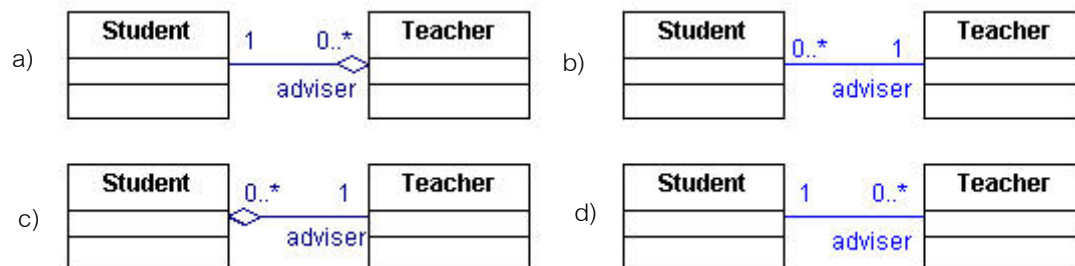 a)
Student
1
0..*
adviser
Teacher
b)
Student
0..*
1
adviser
Teacher
c)
Student
0..*
1
adviser
Teacher
d)
Student
1
0..*
adviser
Teacher